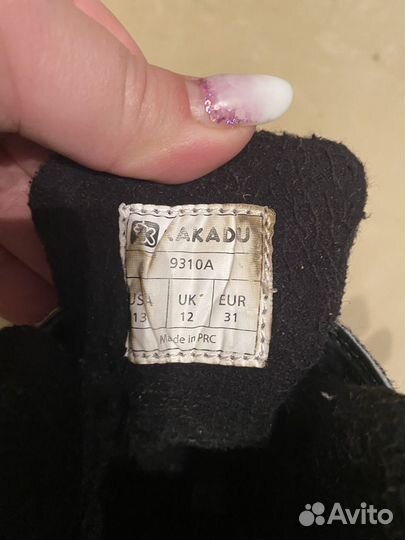 KAKADU
9310A
USA UK EUR
13 12 31
Made in PRC
Avito